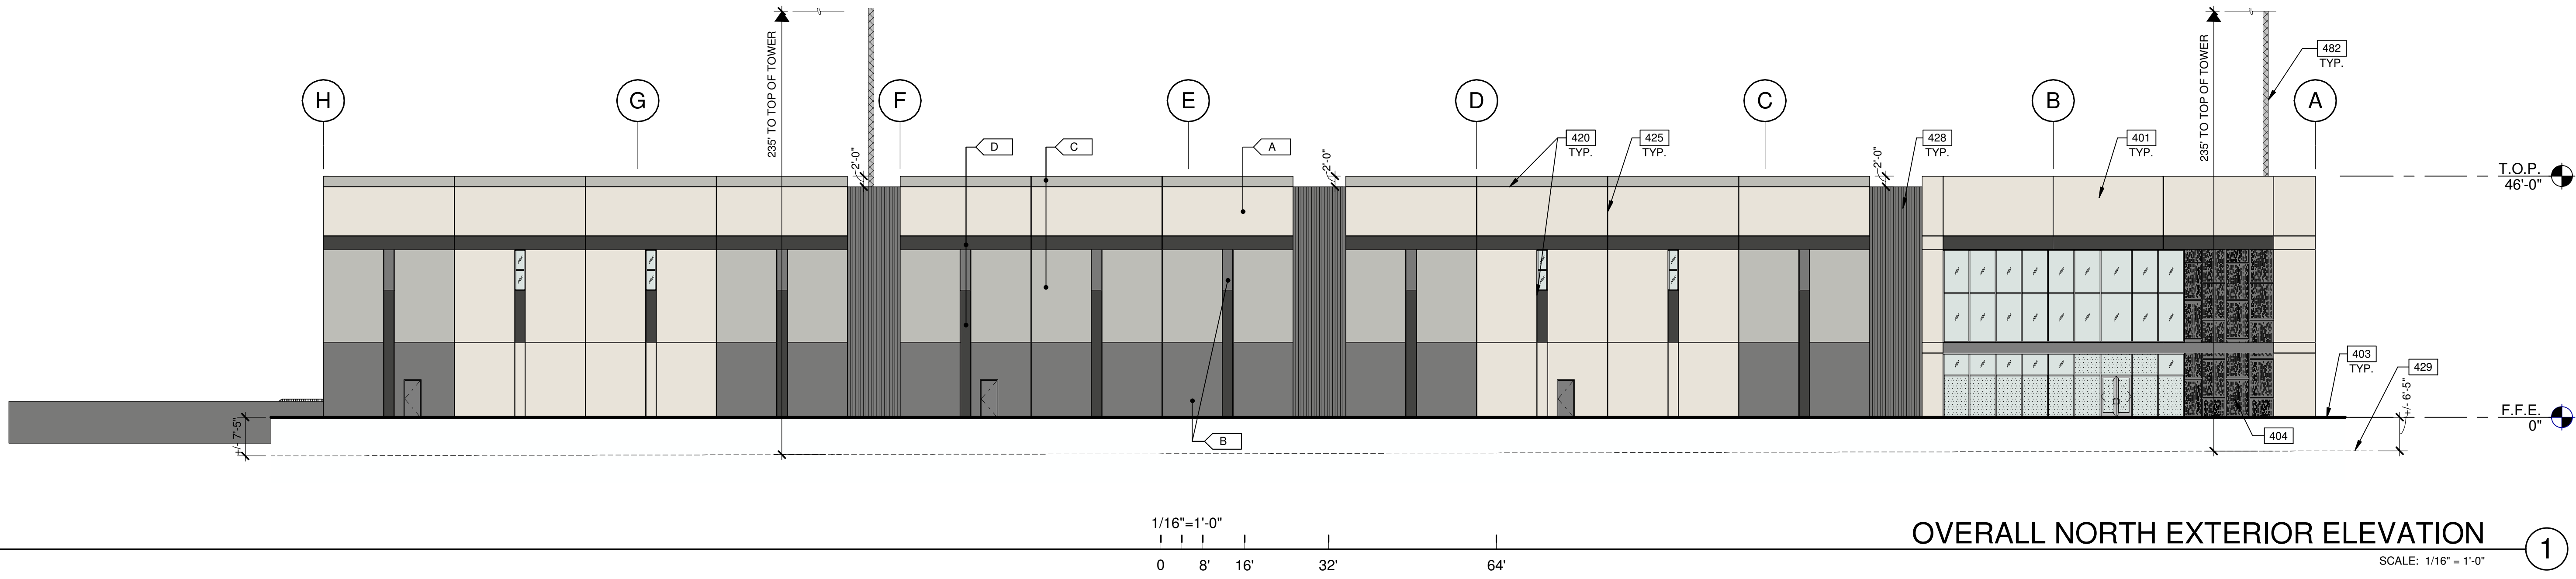 235' TO TOP OF TOWER
235' TO TOP OF TOWER
482
TYP.
H
G
F
E
D
C
B
A
D
C
A
420
TYP.
425
TYP.
428
TYP.
401
TYP.
2'-0"
2'-0"
2'-0"
T.O.P.
46'-0"
403
TYP.
429
+/- 6'-5"
F.F.E.
0"
+/- 7'-5"
B
404
1/16"=1'-0"
0 8' 16' 32' 64'
OVERALL NORTH EXTERIOR ELEVATION
1
SCALE: 1/16" = 1'-0"